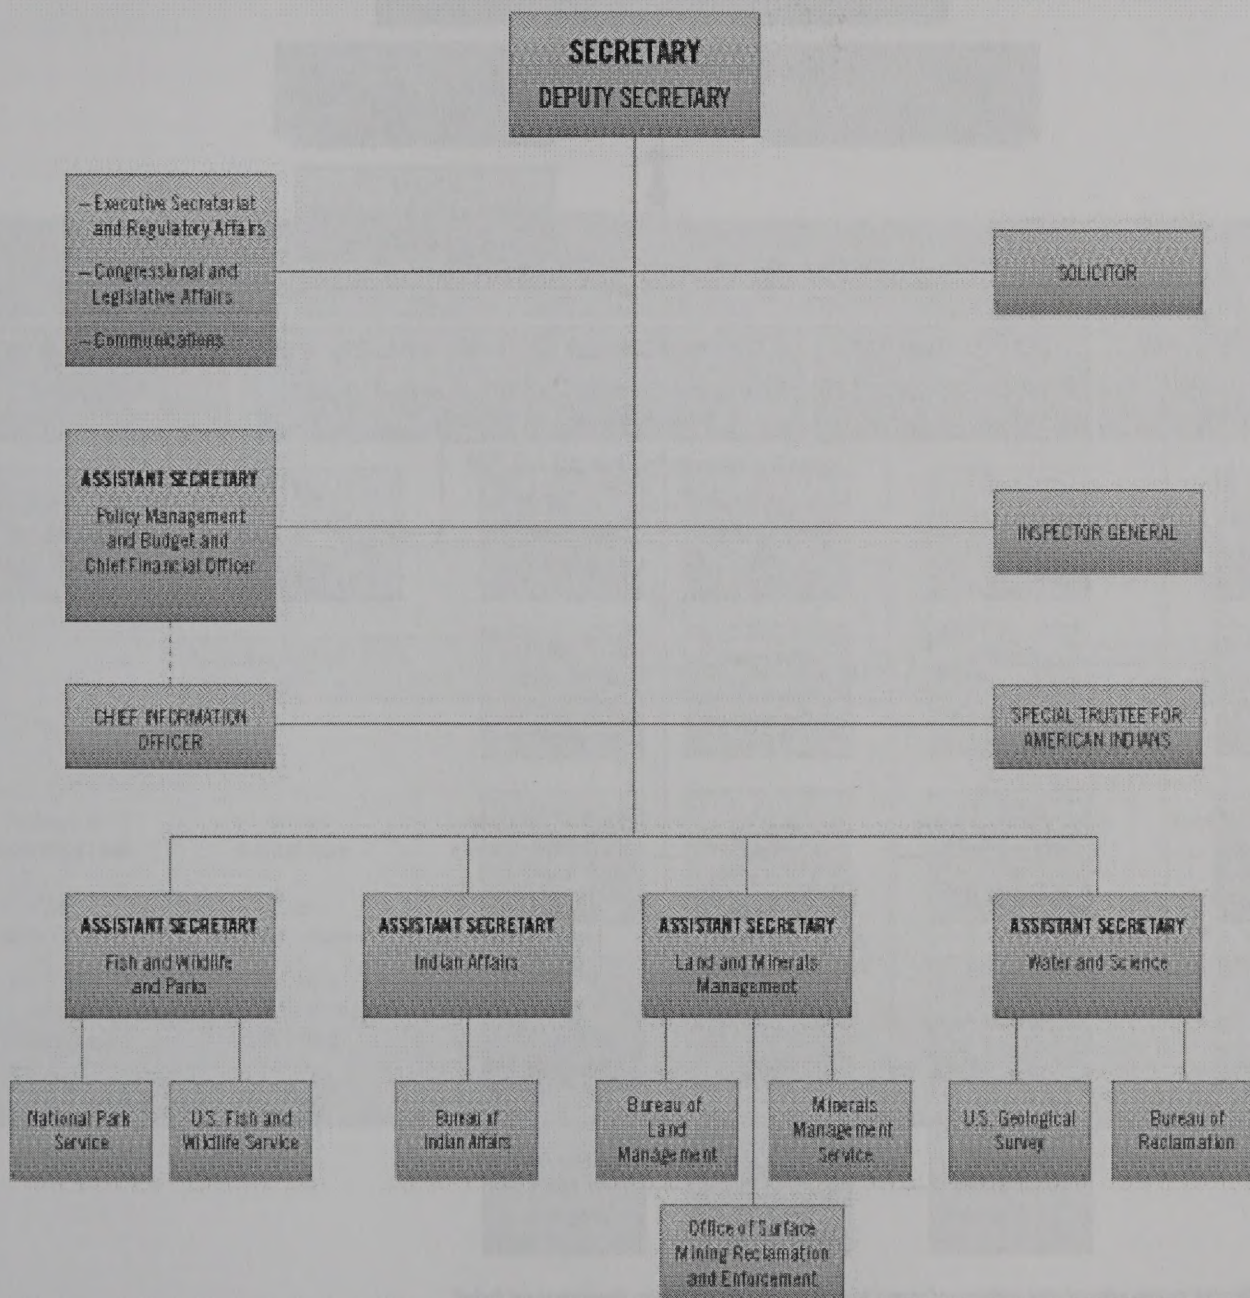 SECRETARY
DEPUTY SECRETARY
– Executive Secretariat
and Regulatory Affairs
– Congressional and
Legislative Affairs
– Communications
SOLICITOR
ASSISTANT SECRETARY
Policy Management
and Budget and
Chief Financial Officer
INSPECTOR GENERAL
CHIEF INFORMATION
OFFICER
SPECIAL TRUSTEE FOR
AMERICAN INDIANS
ASSISTANT SECRETARY
Fish and Wildlife
and Parks
ASSISTANT SECRETARY
Indian Affairs
ASSISTANT SECRETARY
Land and Minerals
Management
ASSISTANT SECRETARY
Water and Science
National Park
Service
U.S. Fish and
Wildlife Service
Bureau of
Indian Affairs
Bureau of
Land
Management
Minerals
Management
Service
U.S. Geological
Survey
Bureau of
Reclamation
Office of Surface
Mining Reclamation
and Enforcement